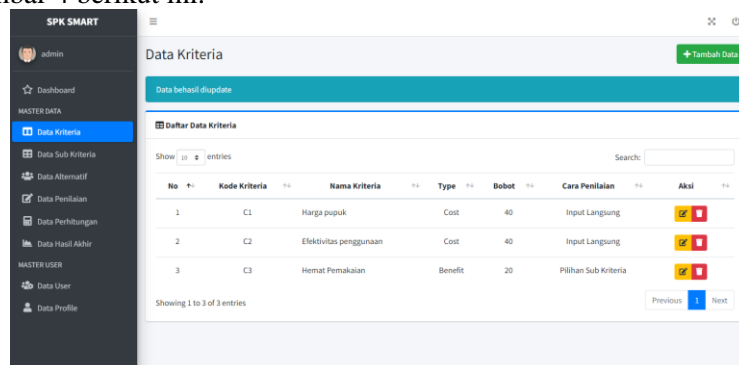 SPK SMART
admin
Dashboard
MASTER DATA
Data Kriteria
Data Sub Kriteria
Data Alternatif
Data Penilaian
Data Perhitungan
Data Hasil Akhir
MASTER USER
Data User
Data Profile
Data Kriteria
Tambah Data
Data behasil diupdate
Daftar Data Kriteria
Show 10 entries
Search:
No Kode Kriteria Nama Kriteria Type Bobot Cara Penilaian Aksi
1 C1 Harga pupuk Cost 40 Input Langsung
2 C2 Efektivitas penggunaan Cost 40 Input Langsung
3 C3 Hemat Pemakaian Benefit 20 Pilihan Sub Kriteria
Showing 1 to 3 of 3 entries
Previous 1 Next